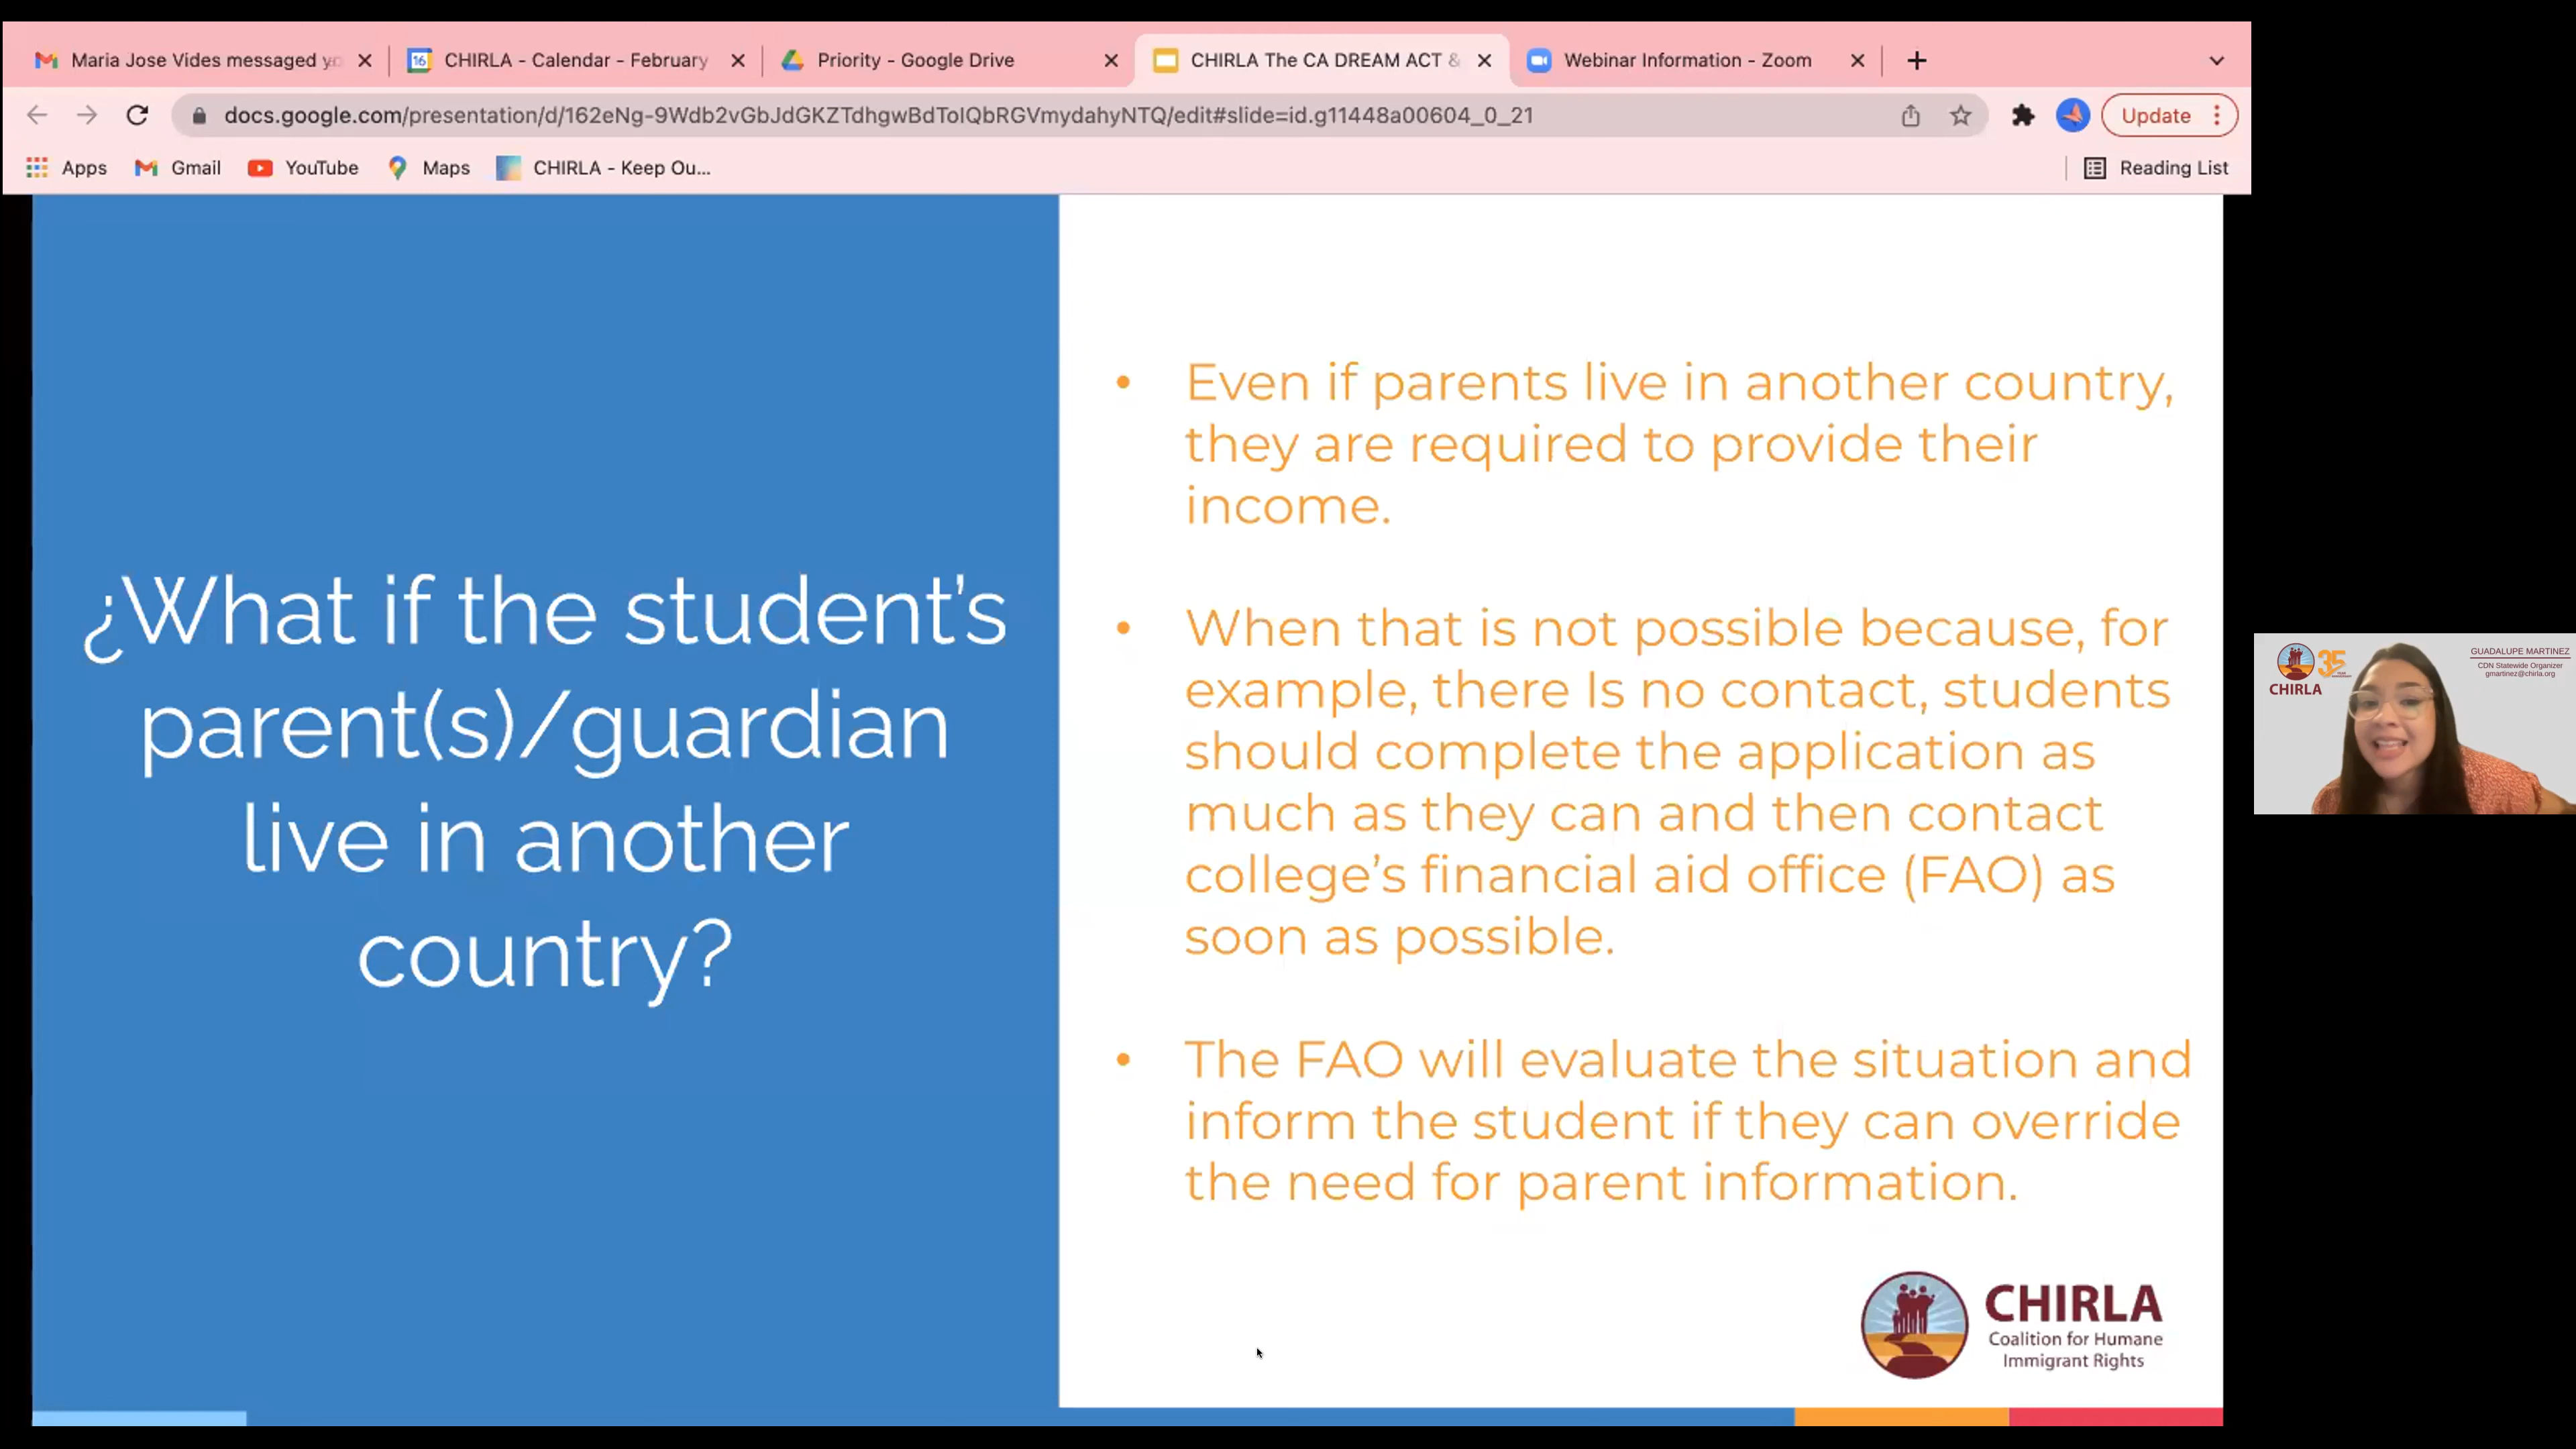 Maria Jose Vides messaged yo
CHIRLA - Calendar - February
Priority - Google Drive
CHIRLA The CA DREAM ACT &
Webinar Information - Zoom
docs.google.com/presentation/d/162eNg-9Wdb2vGbJdGKZTdhgwBdToIQbRGVmydahyNTQ/edit#slide=id.g11448a00604_0_21
Update
Apps
Gmail
YouTube
Maps
CHIRLA - Keep Ou...
Reading List
¿What if the student's
parent(s)/guardian
live in another
country?
• Even if parents live in another country,
they are required to provide their
income.
• When that is not possible because, for
example, there Is no contact, students
should complete the application as
much as they can and then contact
college's financial aid office (FAO) as
soon as possible.
• The FAO will evaluate the situation and
inform the student if they can override
the need for parent information.
CHIRLA
Coalition for Humane
Immigrant Rights
CHIRLA
35
GUADALUPE MARTINEZ
CDN Statewide Organizer
gmartinez@chirla.org